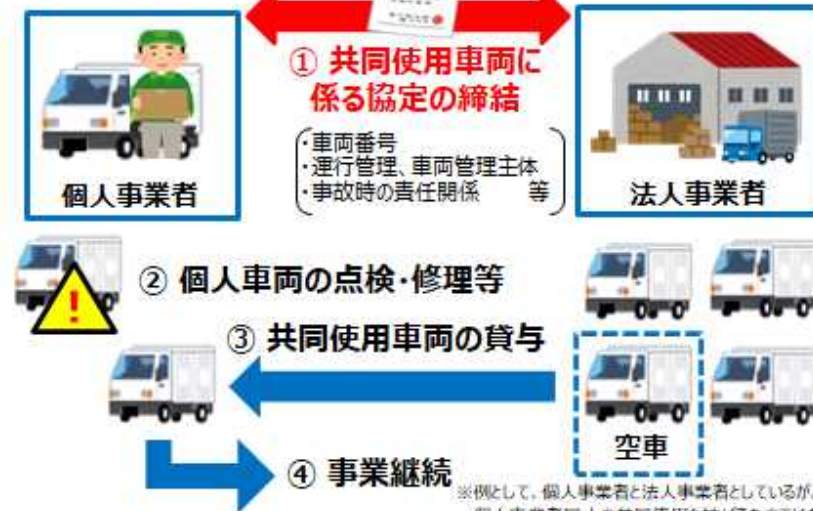 ① 共同使用車両に
係る協定の締結
・車両番号
・運行管理、車両管理主体
・事故時の責任関係 等
個人事業者
法人事業者
② 個人車両の点検・修理等
③ 共同使用車両の貸与
空車
④ 事業継続
※例として、個人事業者と法人事業者としているが、